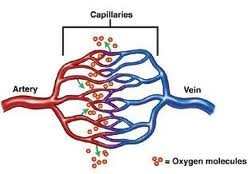 Capillaries
Artery
Vein
= Oxygen molecules